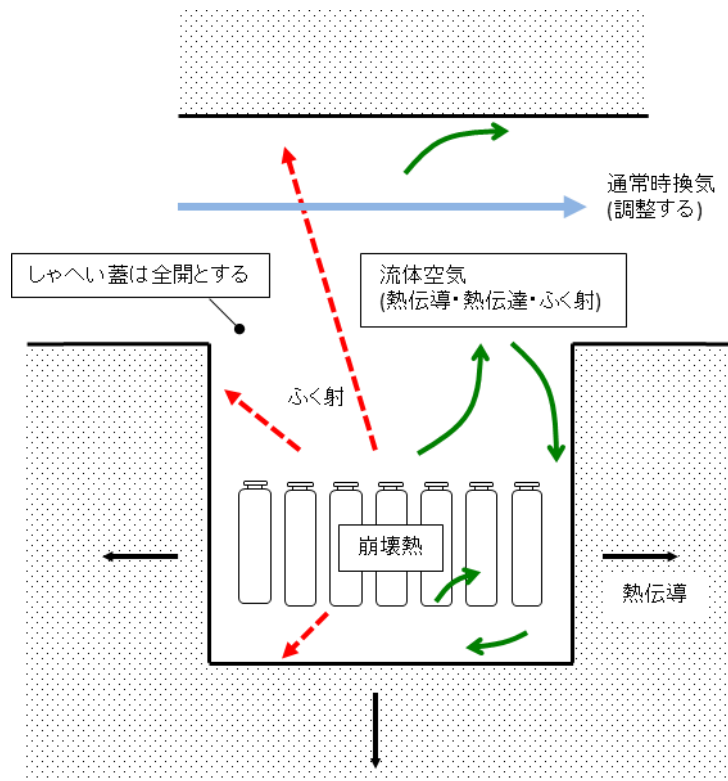 通常時換気
(調整する)
しゃへい蓋は全開とする
流体空気
(熱伝導・熱伝達・ふく射)
ふく射
崩壊熱
熱伝導